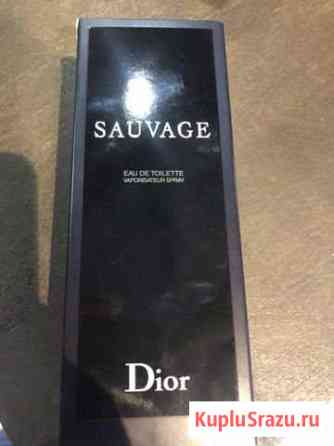 SAUVAGE
EAU DE TOILETTE
VAPORISATEUR SPRAY
Dior
KupluSrazu.ru